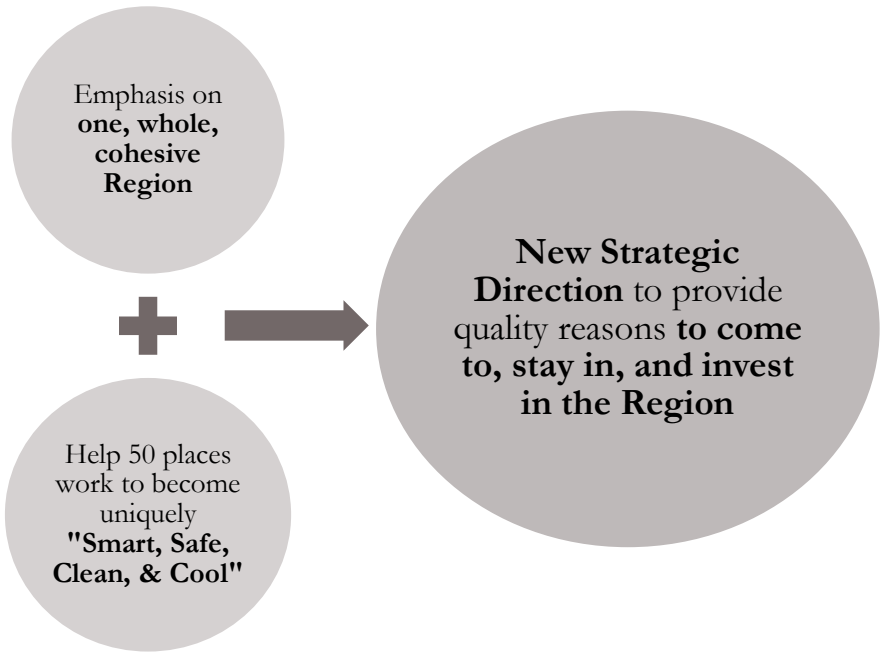 Emphasis on
one, whole,
cohesive
Region
Help 50 places
work to become
uniquely
"Smart, Safe,
Clean, & Cool"
New Strategic
Direction to provide
quality reasons to come
to, stay in, and invest
in the Region